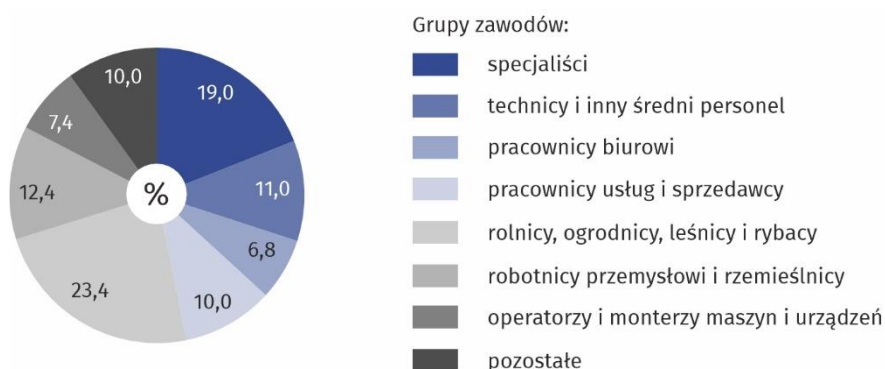 Grupy zawodów:
specjaliści
technicy i inny średni personel
pracownicy biurowi
pracownicy usług i sprzedawcy
rolnicy, ogrodnicy, leśnicy i rybacy
robotnicy przemysłowi i rzemieślnicy
operatorzy i monterzy maszyn i urządzeń
pozostałe
10,0
19,0
7,4
11,0
12,4
%
6,8
23,4
10,0